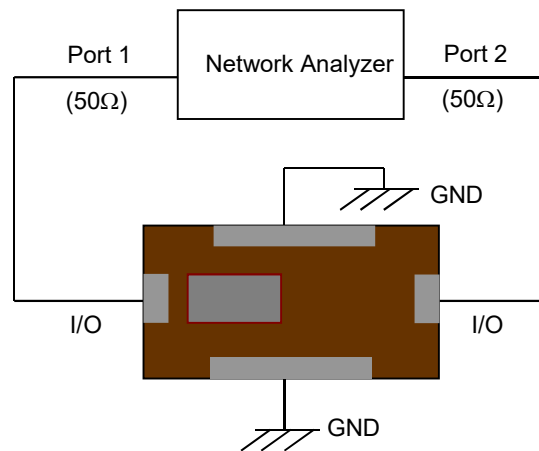 Port 1
Network Analyzer
Port 2
(50Ω)
(50Ω)
GND
I/O
I/O
GND